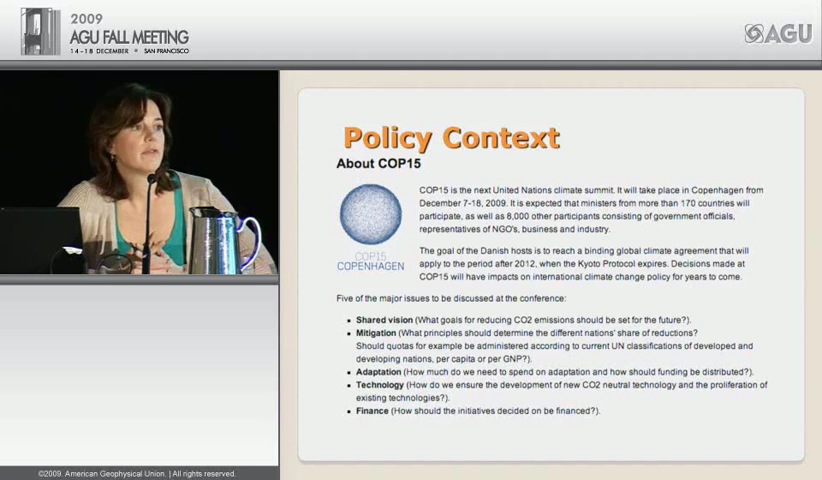 2009
AGU FALL MEETING
14-18 DECEMBER • SAN FRANCISCO
AGU
Policy Context
About COP15
COP15 is the next United Nations climate summit. It will take place in Copenhagen from
December 7-18, 2009. It is expected that ministers from more than 170 countries will
participate, as well as 8,000 other participants consisting of government officials,
representatives of NGO's, business and industry.
The goal of the Danish hosts is to reach a binding global climate agreement that will
apply to the period after 2012, when the Kyoto Protocol expires. Decisions made at
COP15 will have impacts on international climate change policy for years to come.
COP15
COPENHAGEN
Five of the major issues to be discussed at the conference:
• Shared vision (What goals for reducing CO2 emissions should be set for the future?).
• Mitigation (What principles should determine the different nations' share of reductions?
Should quotas for example be administered according to current UN classifications of developed and
developing nations, per capita or per GNP?).
• Adaptation (How much do we need to spend on adaptation and how should funding be distributed?).
• Technology (How do we ensure the development of new CO2 neutral technology and the proliferation of
existing technologies?).
• Finance (How should the initiatives decided on be financed?).
©2009. American Geophysical Union. | All rights reserved.